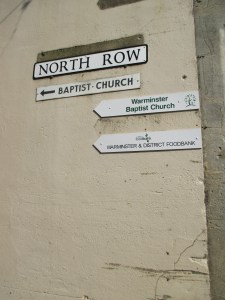 NORTH ROW
BAPTIST-CHURCH
Warminster
Baptist Church
WARMINSTER & DISTRICT FOODBANK